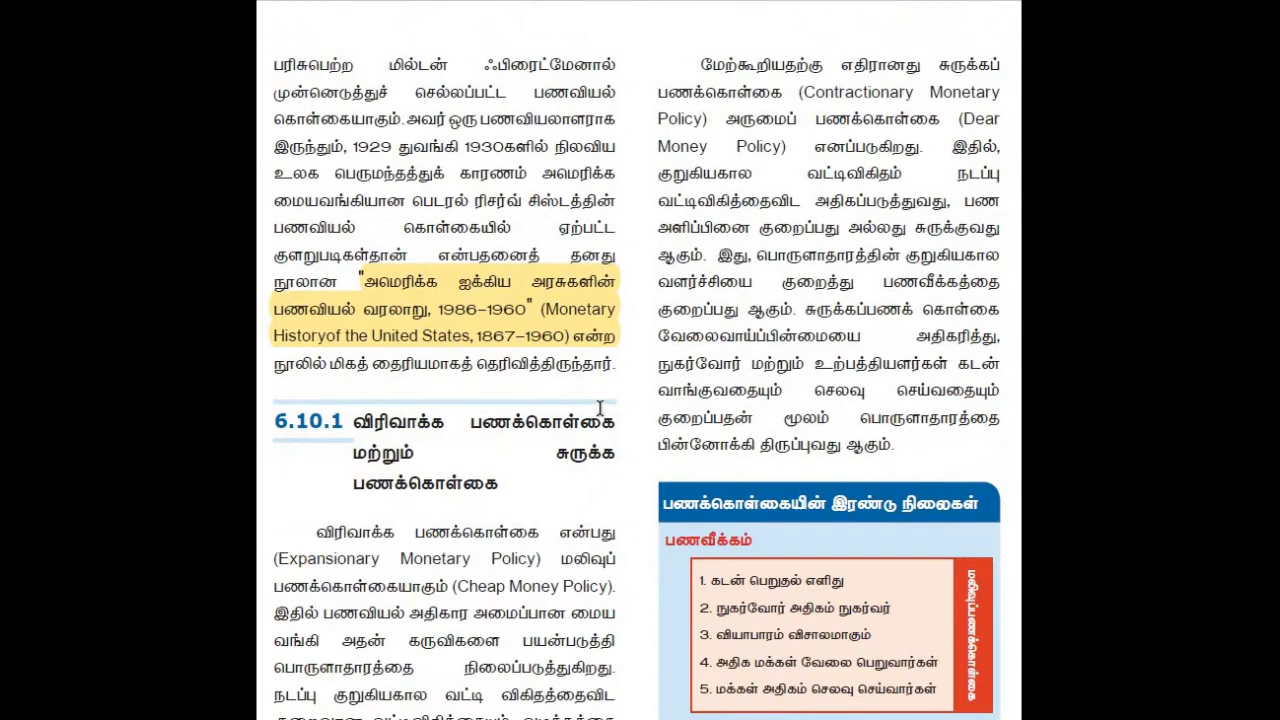 பரிசுபெற்ற மில்டன் ஃபிரைட்மேனால்
முன்னெடுத்துச் செல்லப்பட்ட பணவியல்
கொள்கையாகும். அவர் ஒரு பணவியலாளராக
இருந்தும், 1929 துவங்கி 1930களில் நிலவிய
உலக பெருமந்தத்துக் காரணம் அமெரிக்க
மையவங்கியான பெடரல் ரிசர்வ் சிஸ்டத்தின்
பணவியல் கொள்கையில் ஏற்பட்ட
குளறுபடிகள்தான் என்பதனைத் தனது
நூலான "அமெரிக்க ஐக்கிய அரசுகளின்
பணவியல் வரலாறு, 1986–1960" (Monetary
Historyof the United States, 1867–1960) என்ற
நூலில் மிகத் தைரியமாகத் தெரிவித்திருந்தார்.
6.10.1 விரிவாக்க பணக்கொள்கை
மற்றும் சுருக்க
பணக்கொள்கை
விரிவாக்க பணக்கொள்கை என்பது
(Expansionary Monetary Policy) மலிவுப்
பணக்கொள்கையாகும் (Cheap Money Policy).
இதில் பணவியல் அதிகார அமைப்பான மைய
வங்கி அதன் கருவிகளை பயன்படுத்தி
பொருளாதாரத்தை நிலைப்படுத்துகிறது.
நடப்பு குறுகியகால வட்டி விகிதத்தைவிட
மேற்கூறியதற்கு எதிரானது சுருக்கப்
பணக்கொள்கை (Contractionary Monetary
Policy) அருமைப் பணக்கொள்கை (Dear
Money Policy) எனப்படுகிறது. இதில்,
குறுகியகால வட்டிவிகிதம் நடப்பு
வட்டிவிகித்தைவிட அதிகப்படுத்துவது, பண
அளிப்பினை குறைப்பது அல்லது சுருக்குவது
ஆகும். இது, பொருளாதாரத்தின் குறுகியகால
வளர்ச்சியை குறைத்து பணவீக்கத்தை
குறைப்பது ஆகும். சுருக்கப்பணக் கொள்கை
வேலைவாய்ப்பின்மையை அதிகரித்து,
நுகர்வோர் மற்றும் உற்பத்தியளர்கள் கடன்
வாங்குவதையும் செலவு செய்வதையும்
குறைப்பதன் மூலம் பொருளாதாரத்தை
பின்னோக்கி திருப்புவது ஆகும்.
பணக்கொள்கையின் இரண்டு நிலைகள்
பணவீக்கம்
1. கடன் பெறுதல் எளிது
2. நுகர்வோர் அதிகம் நுகர்வர்
3. வியாபாரம் விசாலமாகும்
4. அதிக மக்கள் வேலை பெறுவார்கள்
5. மக்கள் அதிகம் செலவு செய்வார்கள்
மலிவுப்பணக்கொள்கை